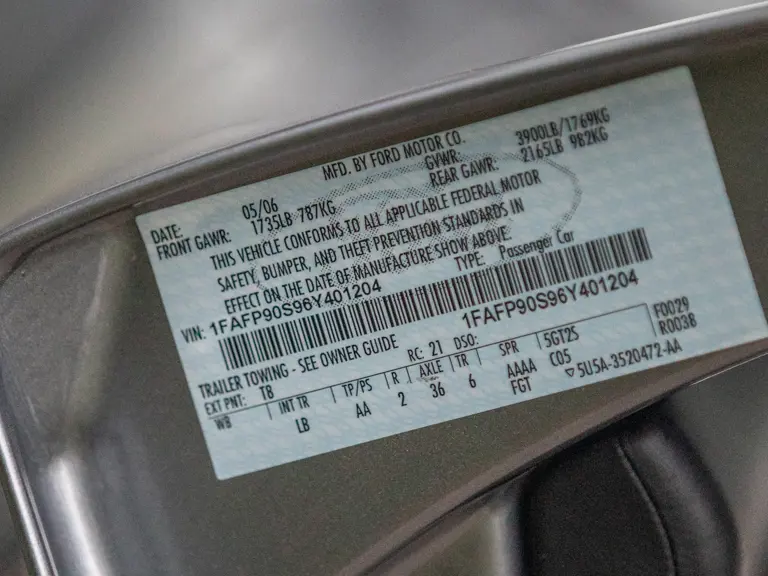 MFD. BY FORD MOTOR CO.
DATE: 05/06 GVWR: 3900LB/1769KG
FRONT GAWR: 1735LB 787KG REAR GAWR: 2165LB 982KG
THIS VEHICLE CONFORMS TO ALL APPLICABLE FEDERAL MOTOR
SAFETY, BUMPER, AND THEFT PREVENTION STANDARDS IN
EFFECT ON THE DATE OF MANUFACTURE SHOW ABOVE.
VIN: 1FAFP90S96Y401204 TYPE: Passenger Car
1FAFP90S96Y401204
TRAILER TOWING - SEE OWNER GUIDE F0029
EXT PNT: T8 RC: 21 DSO: 5GT25 R0038
WB INT TR TP/PS R AXLE TR SPR C05
LB AA 2 36 6 AAAA
FGT ▽5U5A-3520472-AA